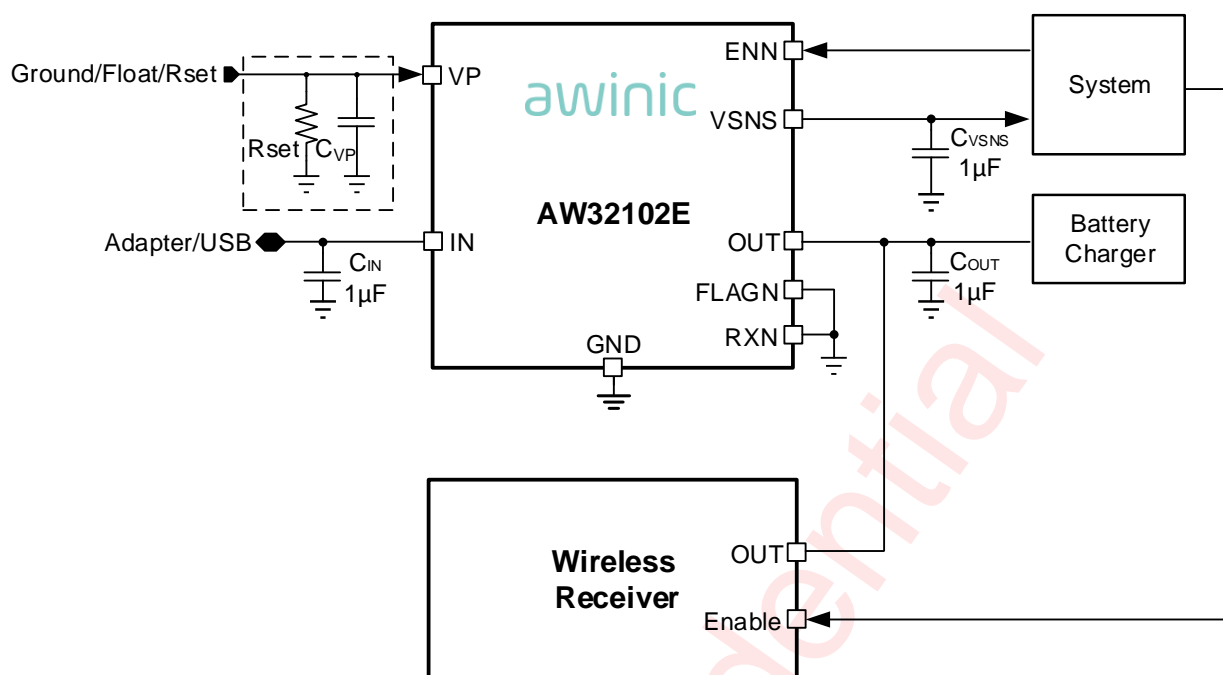 Ground/Float/Rset
VP
Rset
CVP
Adapter/USB
IN
CIN
1µF
awinic
AW32102E
GND
ENN
VSNS
OUT
FLAGN
RXN
CVSNS
1µF
COUT
1µF
System
Battery
Charger
Wireless
Receiver
OUT
Enable